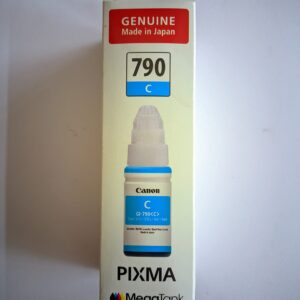 GENUINE
Made in Japan
790
C
Canon
C
GI-790(C)
PIXMA
MegaTank